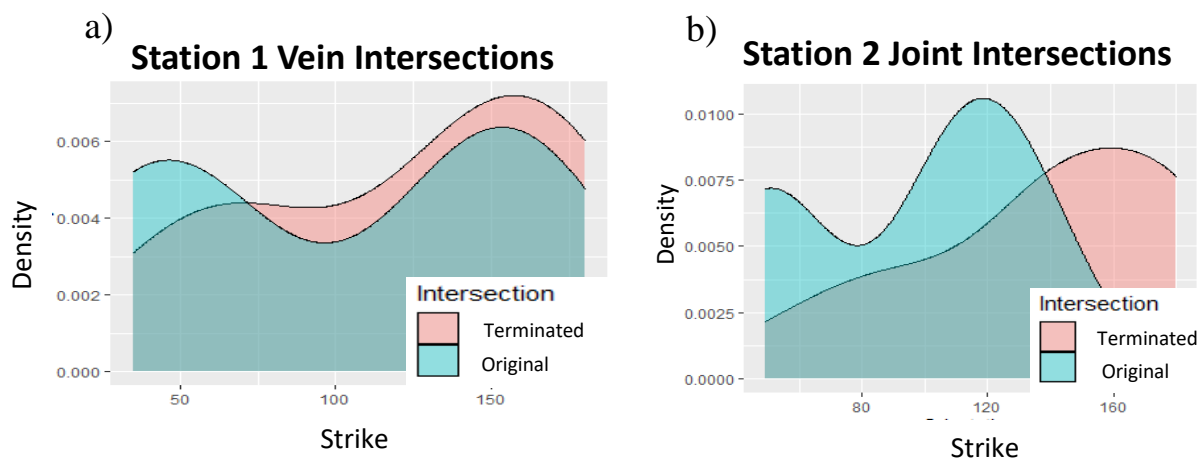 a)
Station 1 Vein Intersections
0.006
0.004
0.002
0.000
Density
50
100
150
Strike
Intersection
Terminated
Original
b)
Station 2 Joint Intersections
0.0100
0.0075
0.0050
0.0025
0.0000
Density
80
120
160
Strike
Intersection
Terminated
Original